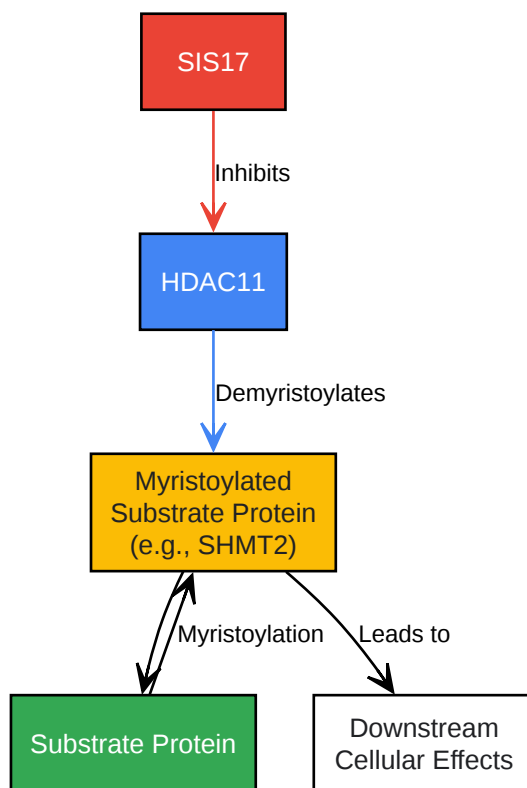 SIS17
Inhibits
HDAC11
Demyristoylates
Myristoylated
Substrate Protein
(e.g., SHMT2)
Myristoylation
Leads to
Substrate Protein
Downstream
Cellular Effects